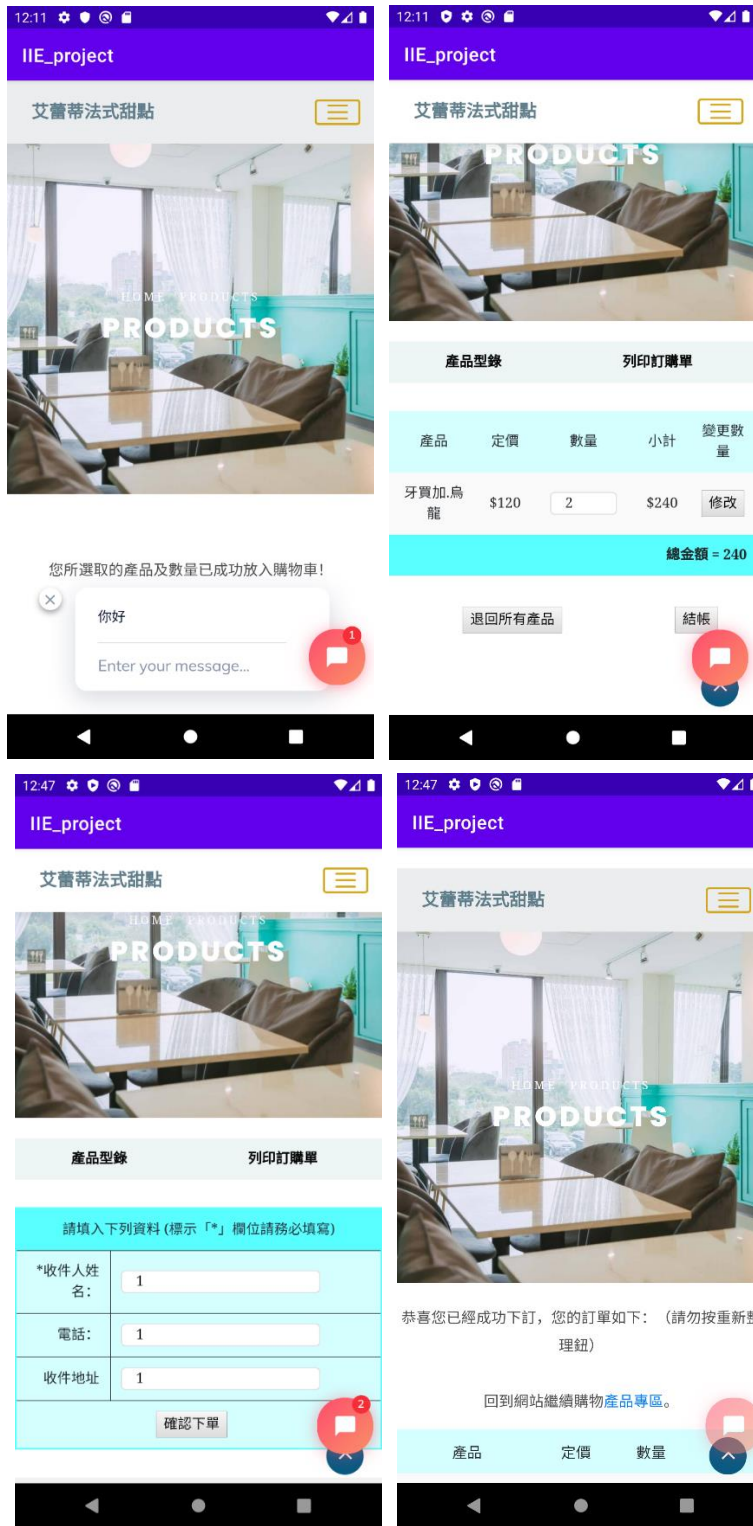 12:11
IIE_project
艾蕾蒂法式甜點
HOME PRODUCTS
PRODUCTS
您所選取的產品及數量已成功放入購物車!
你好
Enter your message...
1
12:11
IIE_project
艾蕾蒂法式甜點
PRODUCTS
產品型錄 列印訂購單
產品 定價 數量 小計 變更數
量
牙買加.烏
龍 $120 2 $240 修改
總金額 = 240
退回所有產品 結帳
12:47
IIE_project
艾蕾蒂法式甜點
HOME PRODUCTS
PRODUCTS
產品型錄 列印訂購單
請填入下列資料 (標示「*」欄位請務必填寫)
*收件人姓
名: 1
電話: 1
收件地址 1
確認下單
2
12:47
IIE_project
艾蕾蒂法式甜點
HOME PRODUCTS
PRODUCTS
恭喜您已經成功下訂，您的訂單如下: （請勿按重新整
理鈕）
回到網站繼續購物產品專區。
產品 定價 數量